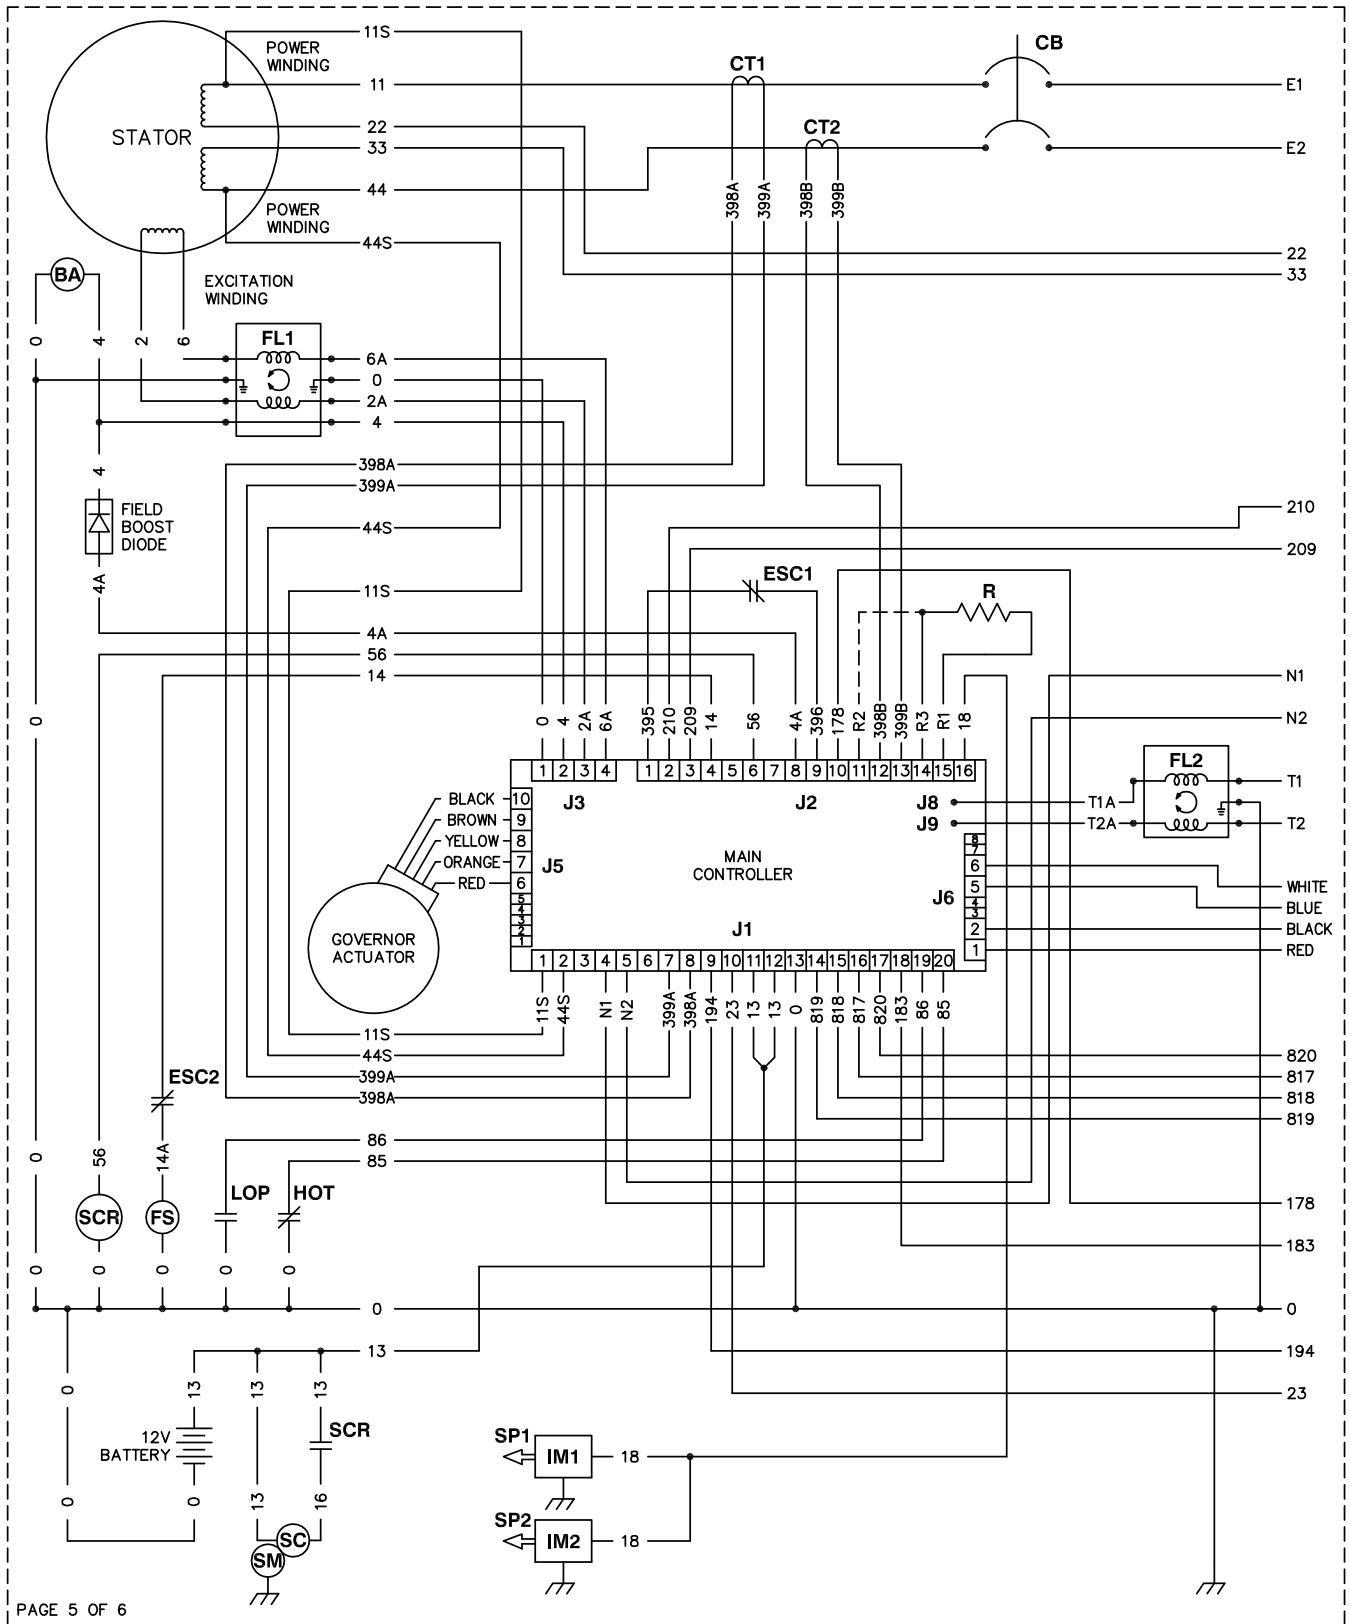 11S
POWER
WINDING
CB
CT1
11
E1
22
STATOR
CT2
33
E2
44
398A
399A
398B
399B
POWER
WINDING
44S
22
33
BA
EXCITATION
WINDING
0
4
2
6
FL1
6A
0
2A
4
4
398A
399A
210
FIELD
BOOST
DIODE
44S
209
4A
ESC1
11S
R
4A
56
14
N1
0
0
4
2A
6A
395
210
209
14
56
4A
396
178
R2
398B
399B
R3
R1
18
N2
FL2
1 2 3 4
1 2 3 4 5 6 7 8 9 10 11 12 13 14 15 16
T1
J3
J2
J8
T1A
J9
T2A
T2
BLACK 10
BROWN 9
YELLOW 8
ORANGE 7
RED 6
5
4
3
2
1
J5
MAIN
CONTROLLER
8
7
6
5
4
3
2
1
J6
WHITE
BLUE
BLACK
RED
J1
GOVERNOR
ACTUATOR
1 2 3 4 5 6 7 8 9 10 11 12 13 14 15 16 17 18 19 20
11S
44S
N1
N2
399A
398A
194
23
13
13
0
819
818
817
820
183
86
85
11S
44S
820
399A
817
398A
818
819
ESC2
86
85
0
56
14A
LOP
HOT
SCR
FS
178
183
0
0
0
0
0
0
0
13
194
0
13
13
13
23
12V
BATTERY
SCR
SP1
IM1
18
0
0
13
16
SP2
IM2
18
SC
SM
PAGE 5 OF 6